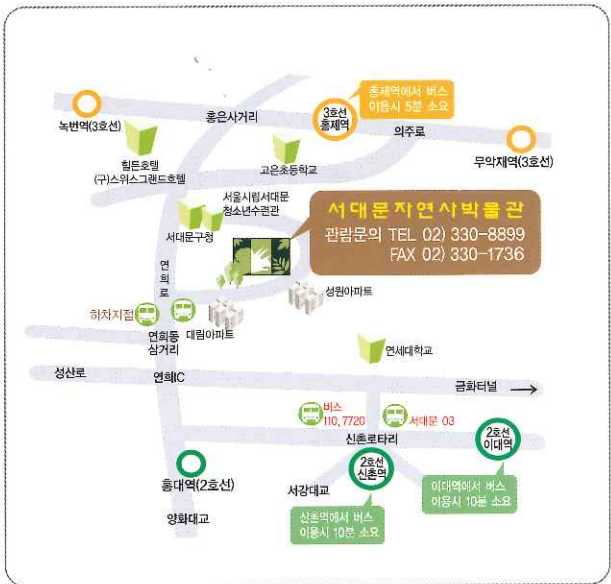 홍제역에서 버스
이용시 5분 소요
녹번역(3호선)
홍은사거리
3호선
홍제역
의주로
무악재역(3호선)
힐튼호텔
(구)스위스그랜드호텔
고은초등학교
서울시립서대문
청소년수련관
서대문구청
서대문자연사박물관
관람문의 TEL 02) 330-8899
FAX 02) 330-1736
연희로
성원아파트
하차지점
대림아파트
연희동
삼거리
연세대학교
성산로
연희IC
금화터널
버스
110,7720
서대문 03
신촌로타리
2호선
이대역
홍대역(2호선)
2호선
신촌역
서강대교
이대역에서 버스
이용시 10분 소요
양화대교
신촌역에서 버스
이용시 10분 소요